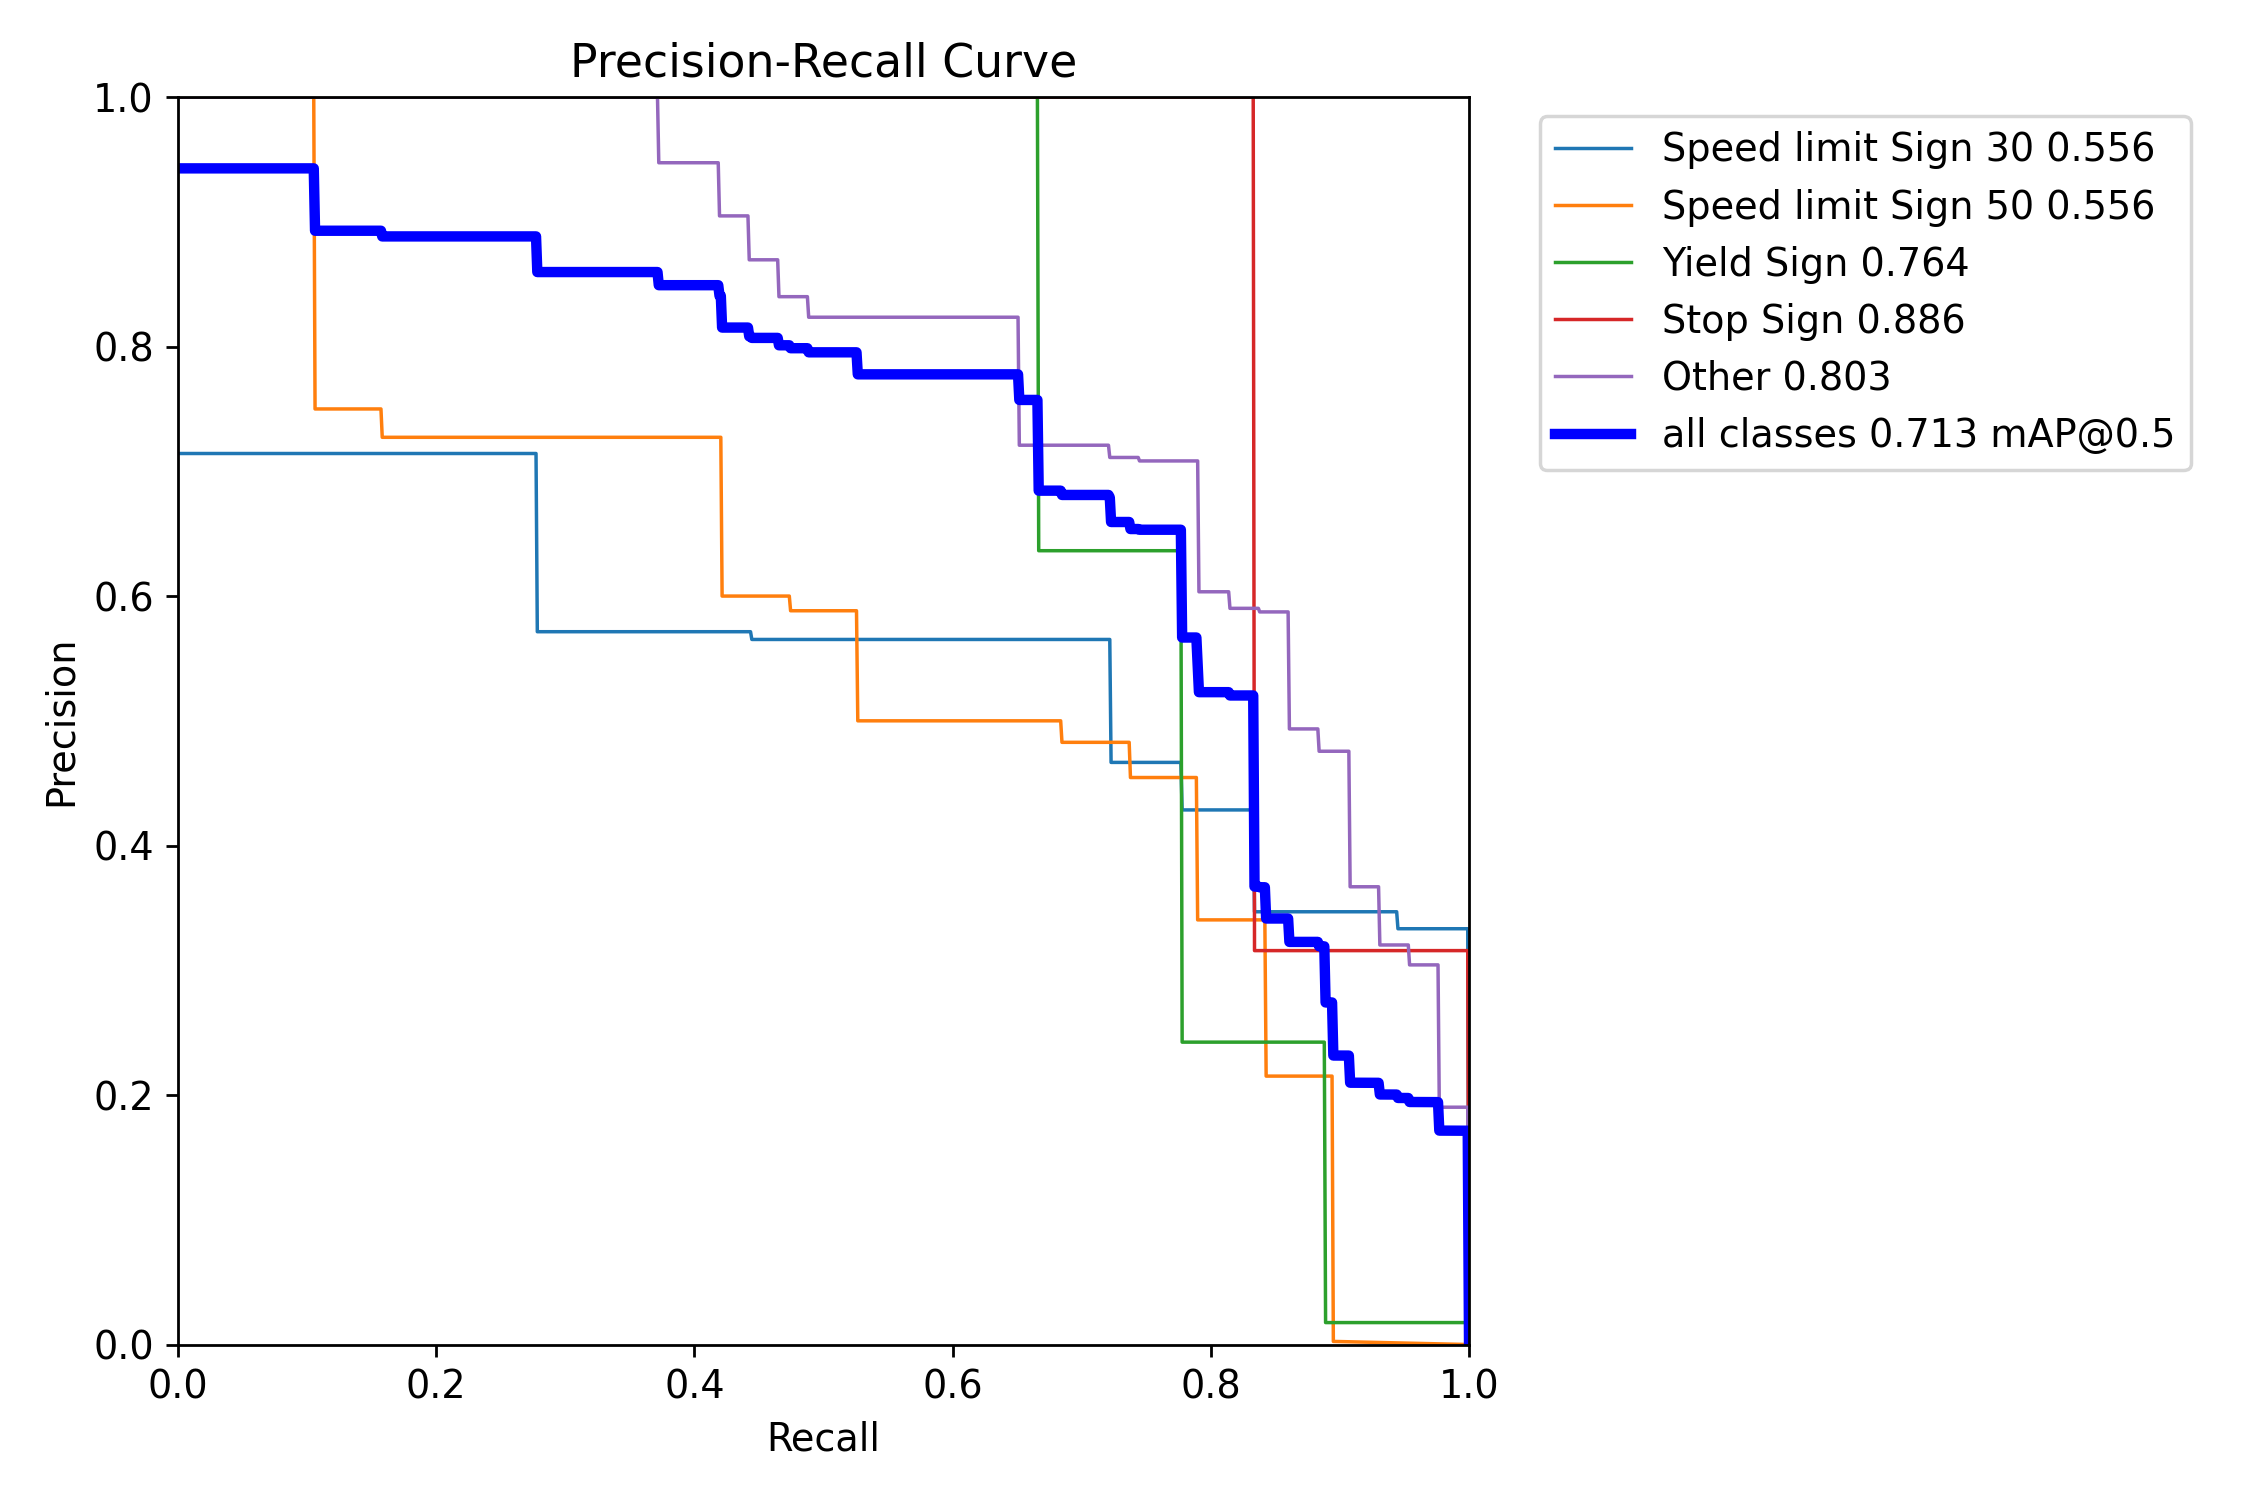 Precision-Recall Curve
1.0
0.8
0.6
0.4
0.2
0.0
Precision
0.0 0.2 0.4 0.6 0.8 1.0
Recall
Speed limit Sign 30 0.556
Speed limit Sign 50 0.556
Yield Sign 0.764
Stop Sign 0.886
Other 0.803
all classes 0.713 mAP@0.5